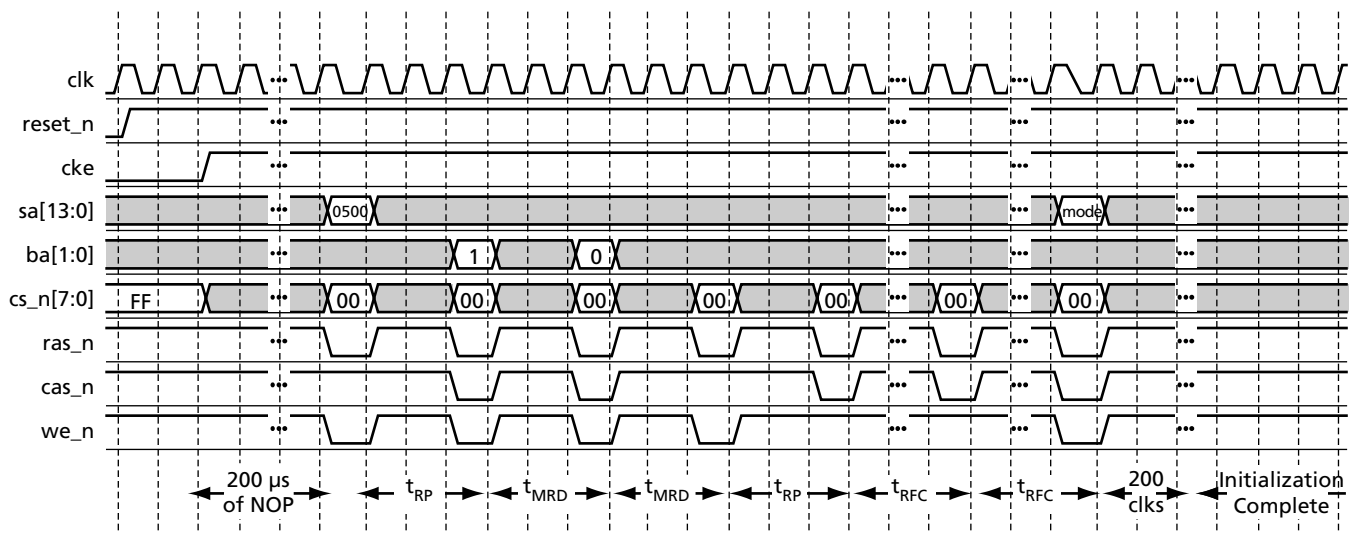 clk
reset_n
cke
sa[13:0] 0500 mode
ba[1:0] 1 0
cs_n[7:0] FF 00 00 00 00 00 00 00
ras_n
cas_n
we_n
200 µs
of NOP
tRP
tMRD
tMRD
tRP
tRFC
tRFC
200
clks
Initialization
Complete